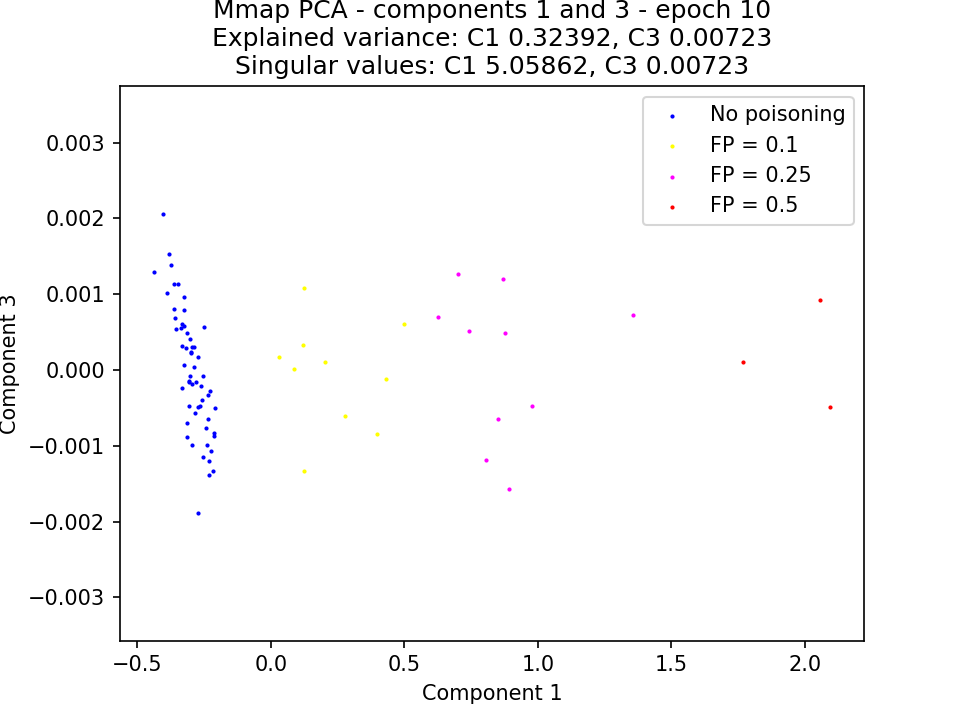 Mmap PCA - components 1 and 3 - epoch 10
Explained variance: C1 0.32392, C3 0.00723
Singular values: C1 5.05862, C3 0.00723
No poisoning
FP = 0.1
FP = 0.25
FP = 0.5
0.003
0.002
0.001
0.000
−0.001
−0.002
−0.003
Component 3
−0.5
0.0
0.5
1.0
1.5
2.0
Component 1